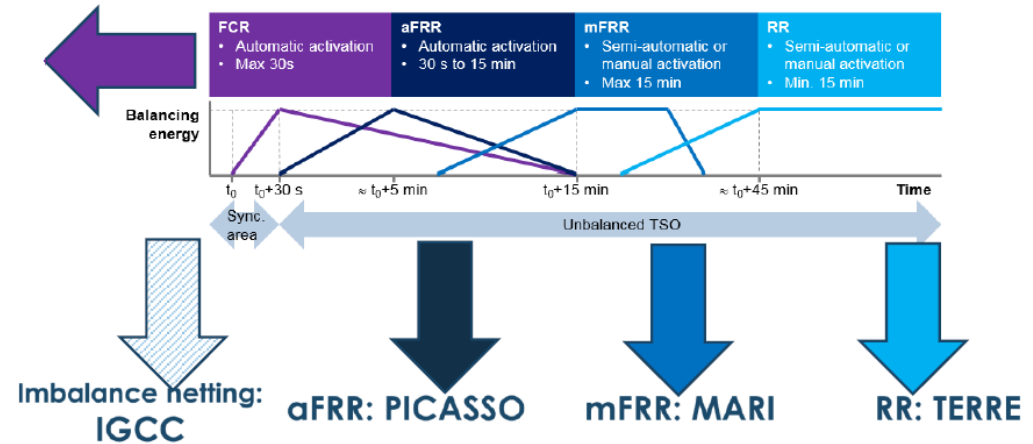 FCR
• Automatic activation
• Max 30s
aFRR
• Automatic activation
• 30 s to 15 min
mFRR
• Semi-automatic or
manual activation
• Max 15 min
RR
• Semi-automatic or
manual activation
• Min. 15 min
Balancing
energy
t₀
t₀+30 s
≈ t₀+5 min
t₀+15 min
≈ t₀+45 min
Time
Sync.
area
Unbalanced TSO
Imbalance netting:
IGCC
aFRR: PICASSO
mFRR: MARI
RR: TERRE